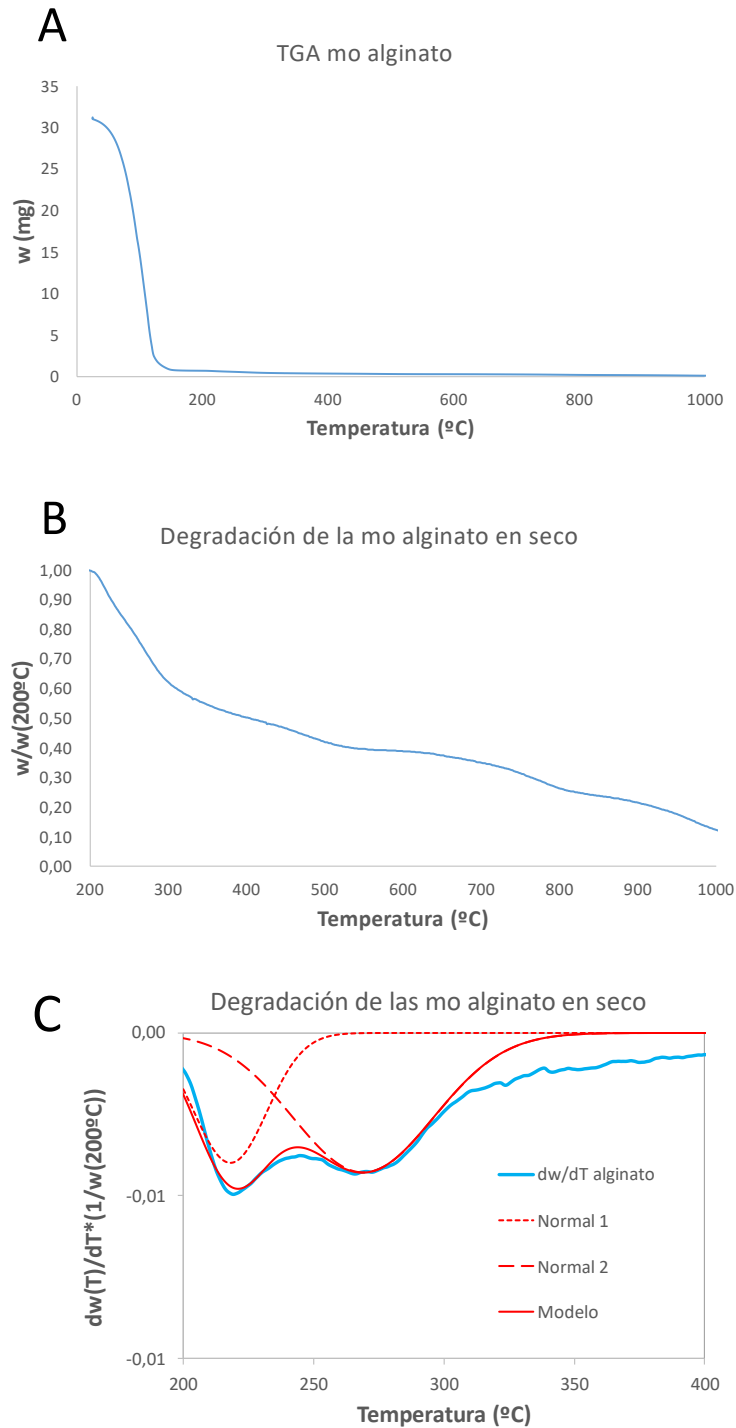 A
TGA mo alginato
35
30
25
20
15
10
5
0
w (mg)
0 200 400 600 800 1000
Temperatura (ºC)
B
Degradación de la mo alginato en seco
1,00
0,90
0,80
0,70
0,60
0,50
0,40
0,30
0,20
0,10
0,00
w/w(200ºC)
200 300 400 500 600 700 800 900 1000
Temperatura (ºC)
C
Degradación de las mo alginato en seco
0,00
-0,01
-0,01
dw(T)/dT*(1/w(200ºC))
dw/dT alginato
Normal 1
Normal 2
Modelo
200 250 300 350 400
Temperatura (ºC)